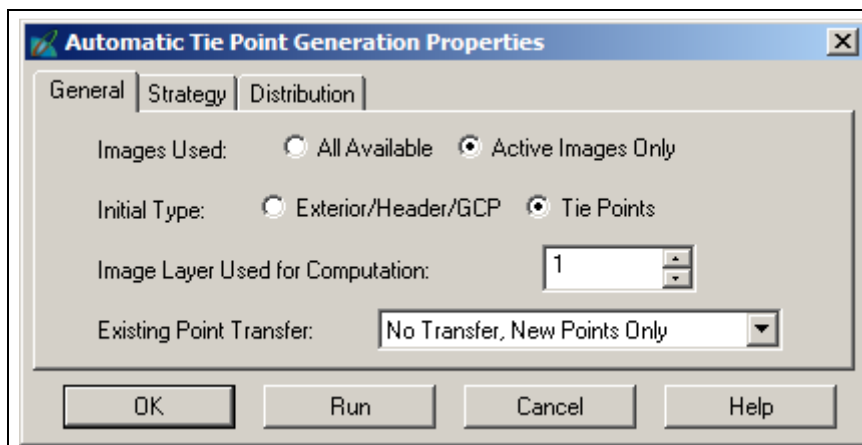 Automatic Tie Point Generation Properties
General Strategy Distribution
Images Used: All Available Active Images Only
Initial Type: Exterior/Header/GCP Tie Points
Image Layer Used for Computation: 1
Existing Point Transfer: No Transfer, New Points Only
OK Run Cancel Help